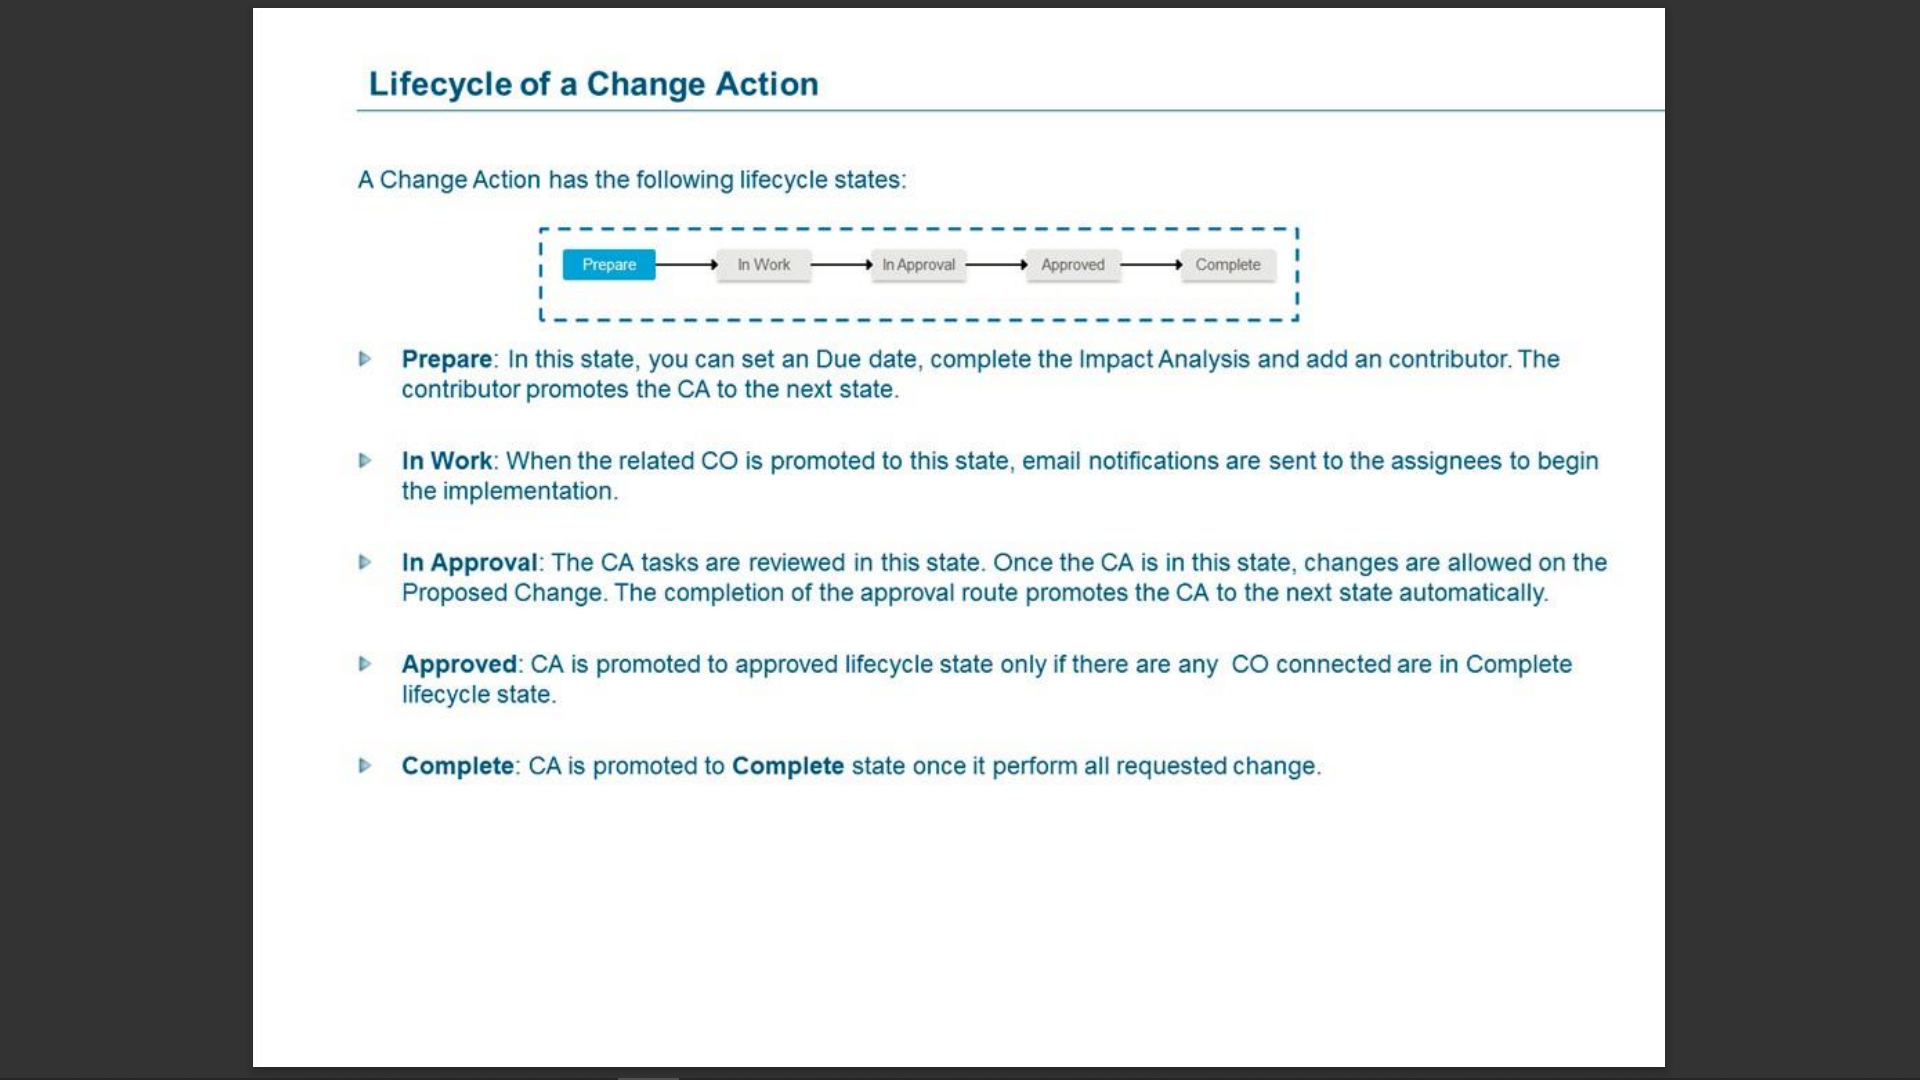 Lifecycle of a Change Action
A Change Action has the following lifecycle states:
Prepare In Work In Approval Approved Complete
Prepare: In this state, you can set an Due date, complete the Impact Analysis and add an contributor. The
contributor promotes the CA to the next state.
In Work: When the related CO is promoted to this state, email notifications are sent to the assignees to begin
the implementation.
In Approval: The CA tasks are reviewed in this state. Once the CA is in this state, changes are allowed on the
Proposed Change. The completion of the approval route promotes the CA to the next state automatically.
Approved: CA is promoted to approved lifecycle state only if there are any CO connected are in Complete
lifecycle state.
Complete: CA is promoted to Complete state once it perform all requested change.